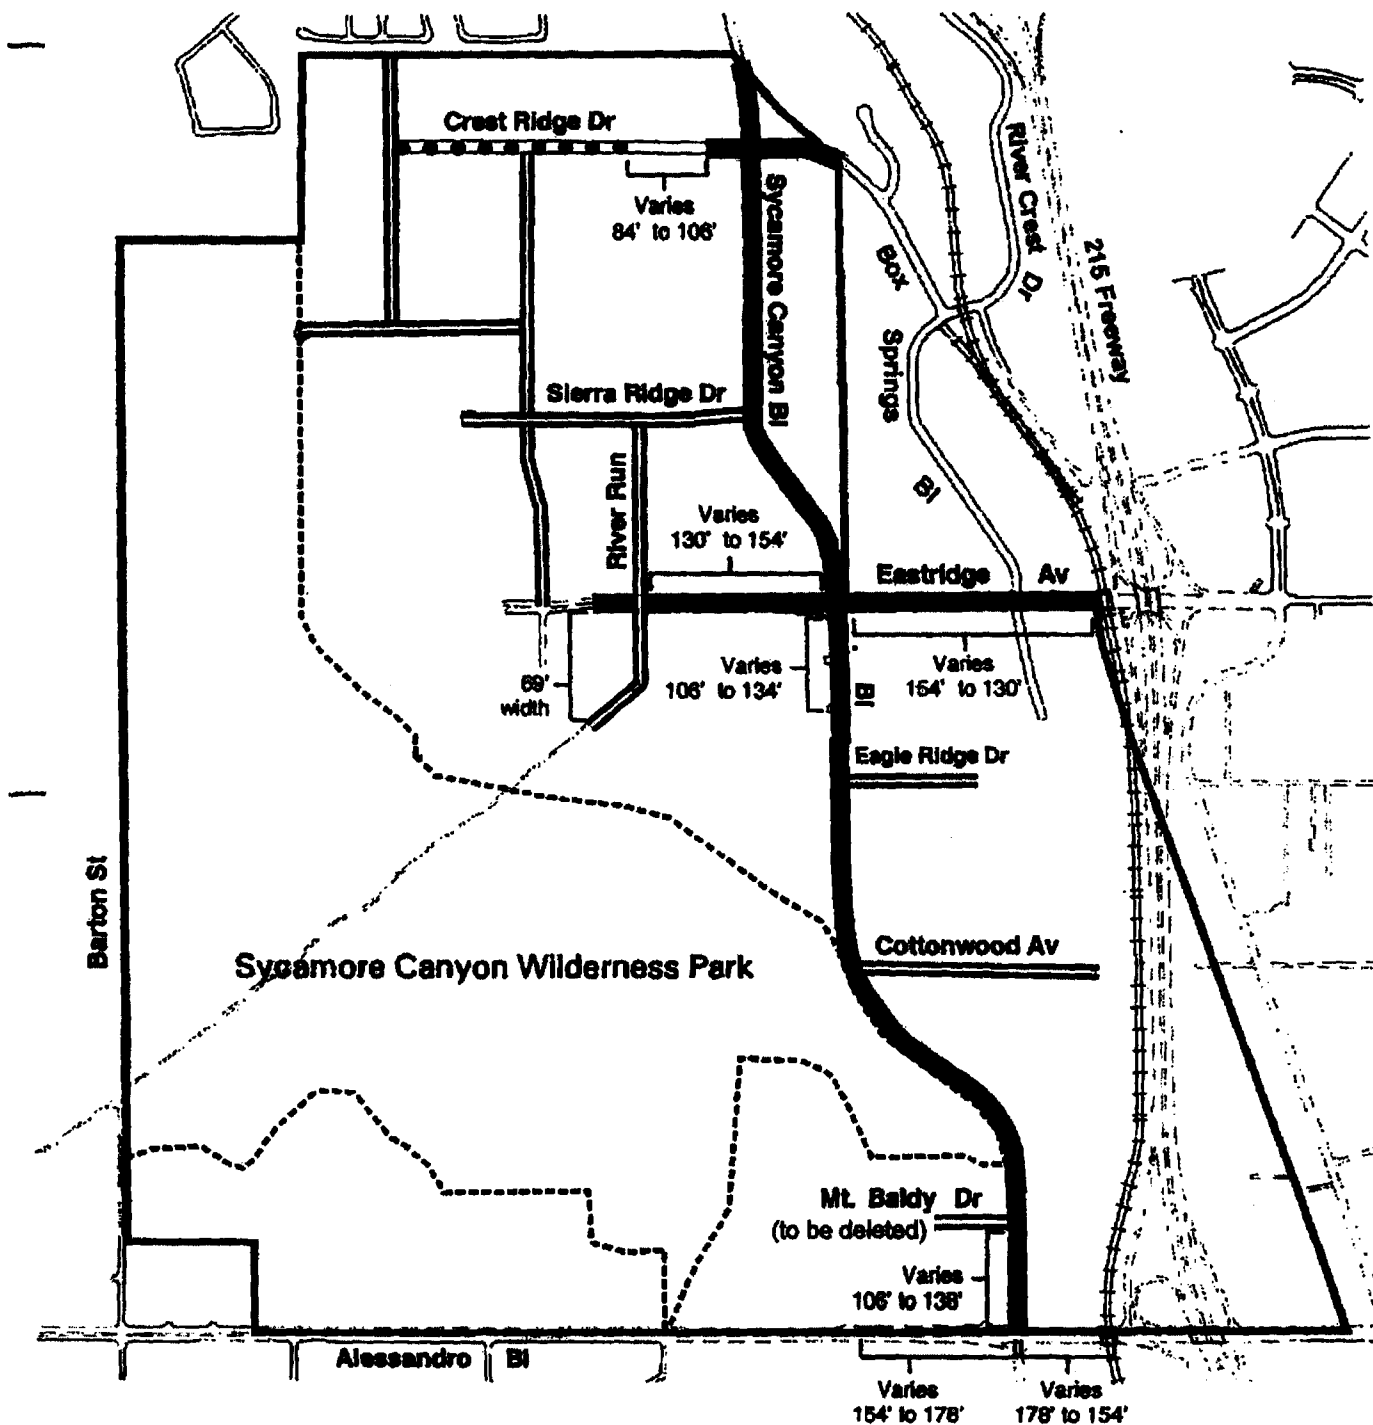 Crest Ridge Dr
Varies
84' to 106'
Sycamore Canyon Bl
River Crest Dr
215 Freeway
Box Springs Bl
Sierra Ridge Dr
River Run
Varies
130' to 154'
Eastridge Av
69'
width
Varies
106' to 134'
Bl
Varies
154' to 130'
Eagle Ridge Dr
Barton St
Cottonwood Av
Sycamore Canyon Wilderness Park
Mt. Baldy Dr
(to be deleted)
Varies
106' to 138'
Alessandro Bl
Varies
154' to 178'
Varies
178' to 154'